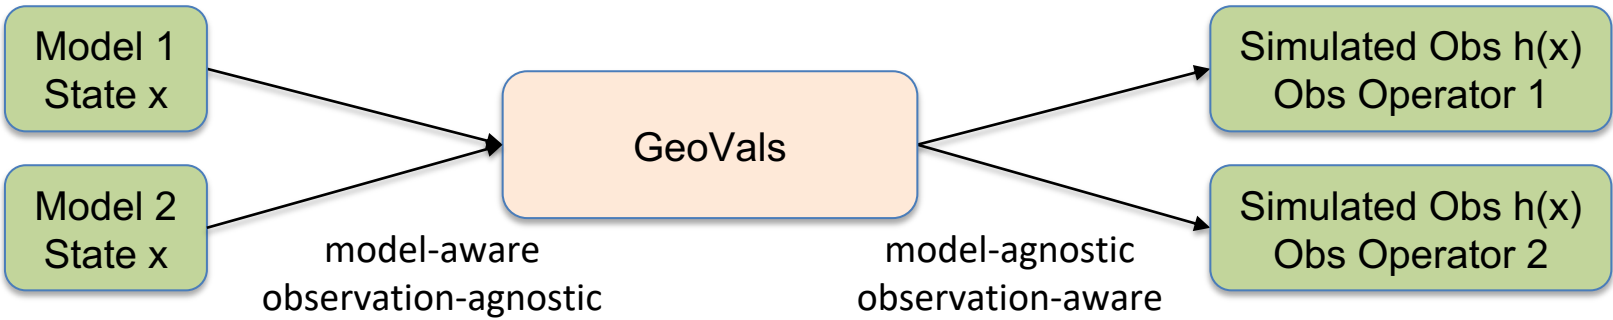 Model 1
State x
Model 2
State x
model-aware
observation-agnostic
GeoVals
model-agnostic
observation-aware
Simulated Obs h(x)
Obs Operator 1
Simulated Obs h(x)
Obs Operator 2